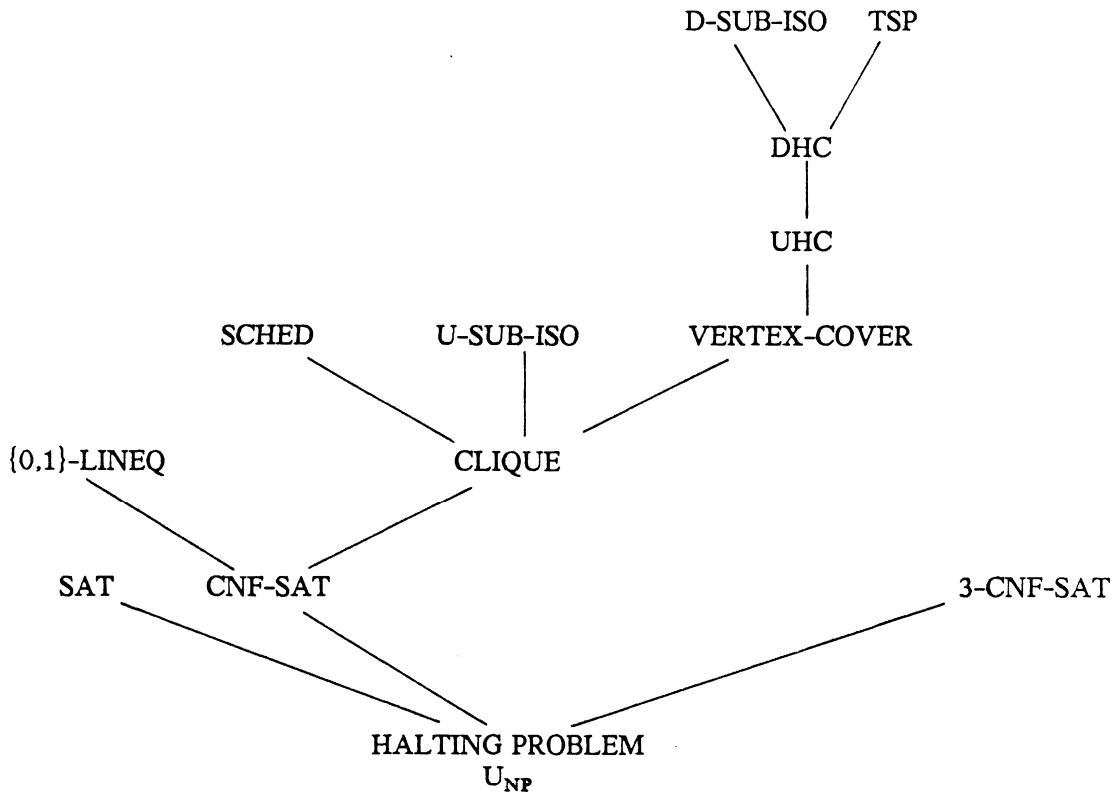 D-SUB-ISO TSP
DHC
UHC
SCHED U-SUB-ISO VERTEX-COVER
{0,1}-LINEQ CLIQUE
SAT CNF-SAT 3-CNF-SAT
HALTING PROBLEM
U_NP